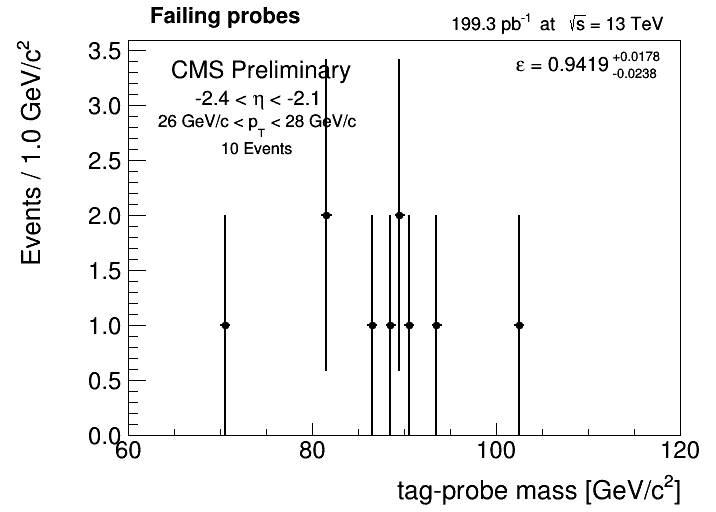 Failing probes
199.3 pb⁻¹ at √s = 13 TeV
CMS Preliminary
ε = 0.9419 +0.0178 -0.0238
-2.4 < η < -2.1
26 GeV/c < p_T < 28 GeV/c
10 Events
Events / 1.0 GeV/c²
3.5
3.0
2.5
2.0
1.5
1.0
0.5
0.0
60 80 100 120
tag-probe mass [GeV/c²]